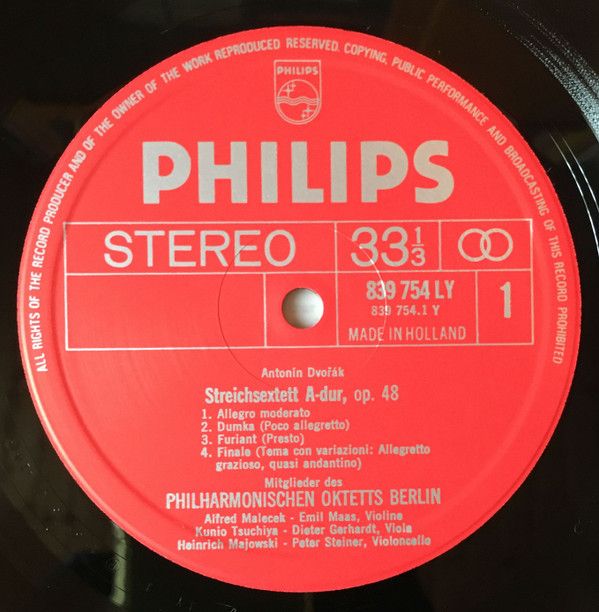 ALL RIGHTS OF THE RECORD PRODUCER AND OF THE OWNER OF THE WORK REPRODUCED RESERVED. COPYING, PUBLIC PERFORMANCE AND BROADCASTING OF THIS RECORD PROHIBITED
PHILIPS
PHILIPS
STEREO
33 1/3
839 754 LY
839 754.1 Y
1
MADE IN HOLLAND
Antonin Dvořák
Streichsextett A-dur, op. 48
1. Allegro moderato
2. Dumka (Poco allegretto)
3. Furiant (Presto)
4. Finale (Tema con variazioni: Allegretto
grazioso, quasi andantino)
Mitglieder des
PHILHARMONISCHEN OKTETTS BERLIN
Alfred Malecek - Emil Maas, Violine
Kunio Tsuchiya - Dieter Gerhardt, Viola
Heinrich Majowski - Peter Steiner, Violoncello